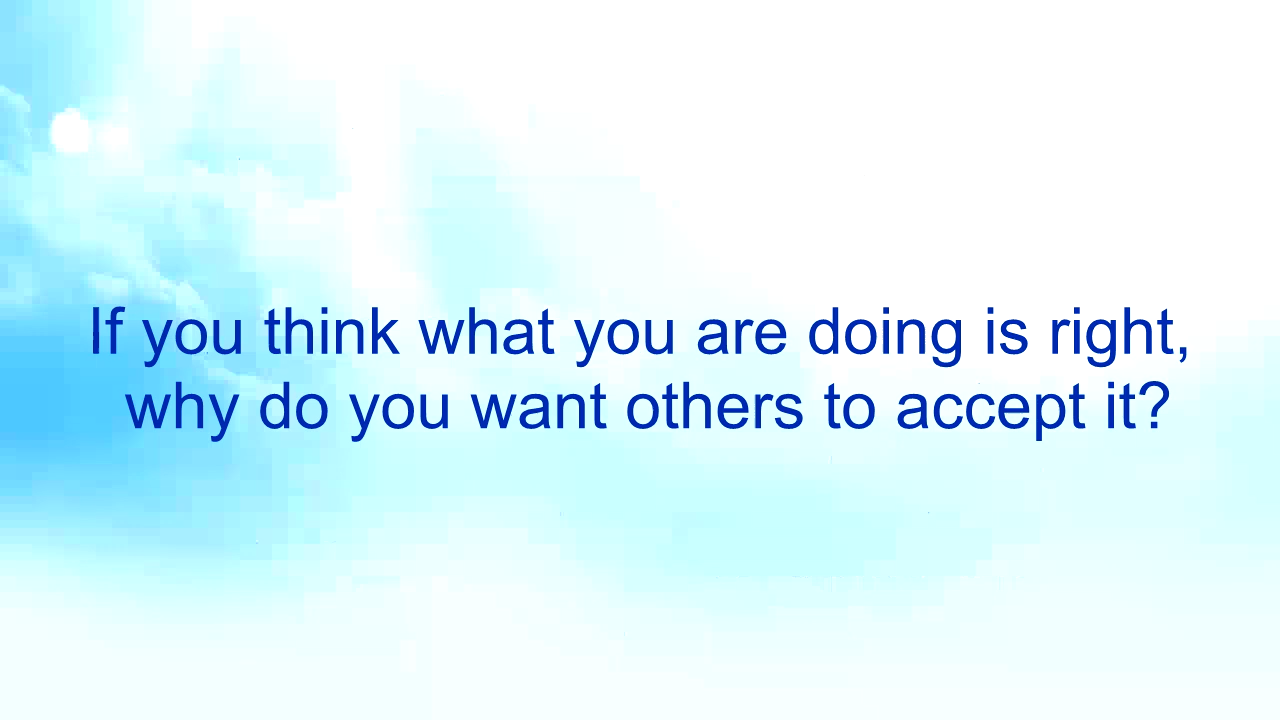 If you think what you are doing is right,
why do you want others to accept it?